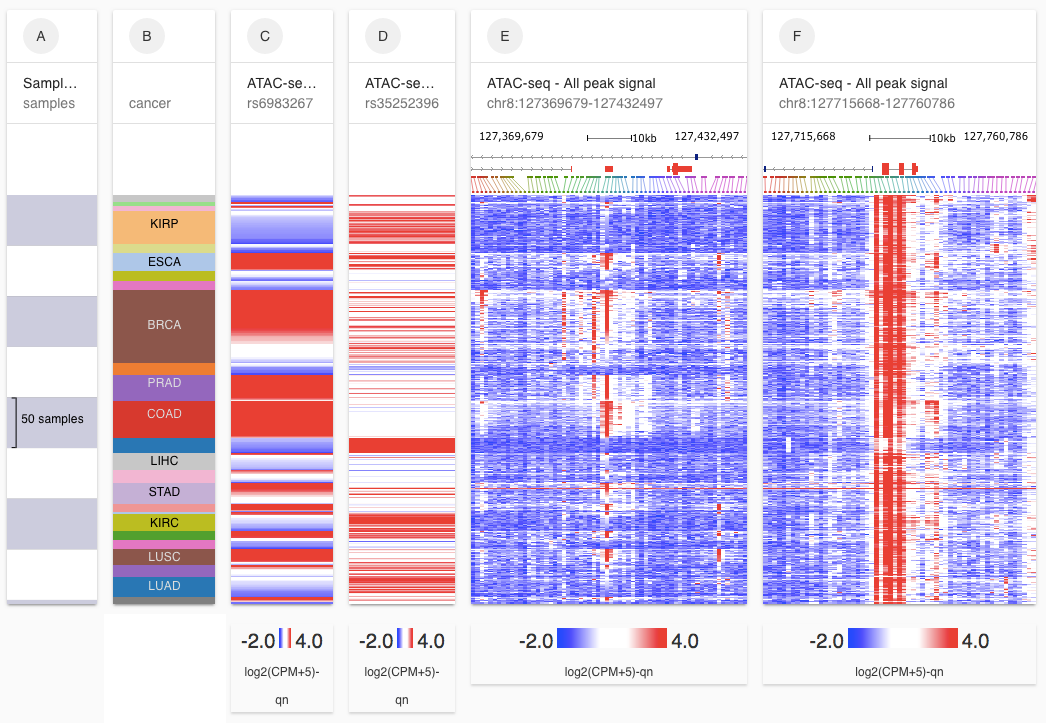 A
B
C
D
E
F
Sampl...
samples
cancer
ATAC-se...
rs6983267
ATAC-se...
rs35252396
ATAC-seq - All peak signal
chr8:127369679-127432497
ATAC-seq - All peak signal
chr8:127715668-127760786
127,369,679
10kb
127,432,497
127,715,668
10kb
127,760,786
KIRP
ESCA
BRCA
PRAD
COAD
50 samples
LIHC
STAD
KIRC
LUSC
LUAD
-2.0 4.0
log2(CPM+5)-
qn
-2.0 4.0
log2(CPM+5)-
qn
-2.0 4.0
log2(CPM+5)-qn
-2.0 4.0
log2(CPM+5)-qn